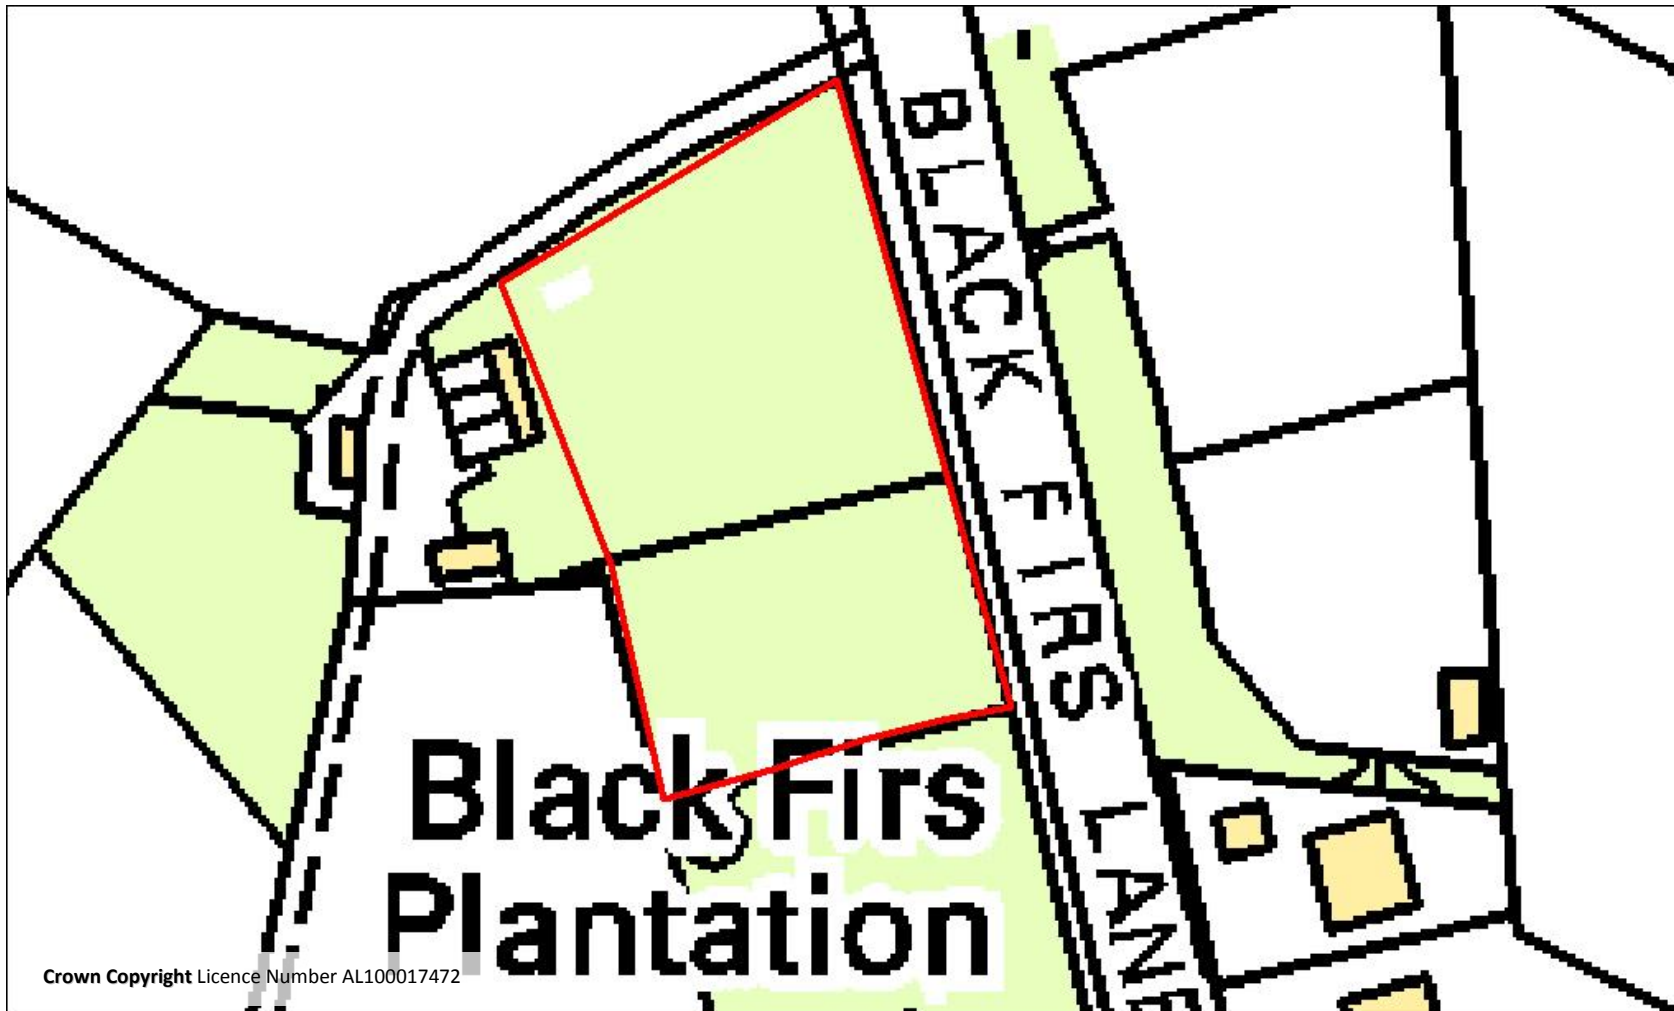 BLACK FIRS LANE
Black Firs
Plantation
Crown Copyright Licence Number AL100017472